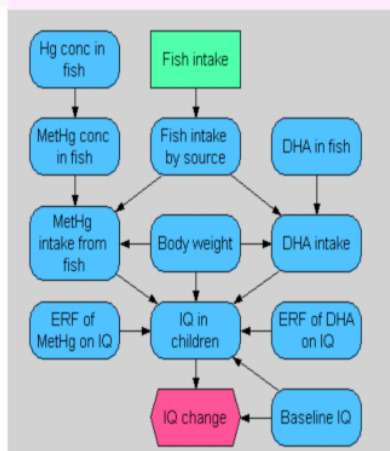 Hg conc in
fish
Fish intake
MetHg conc
in fish
Fish intake
by source
DHA in fish
MetHg
intake from
fish
Body weight
DHA intake
ERF of
MetHg on IQ
IQ in
children
ERF of DHA
on IQ
IQ change
Baseline IQ